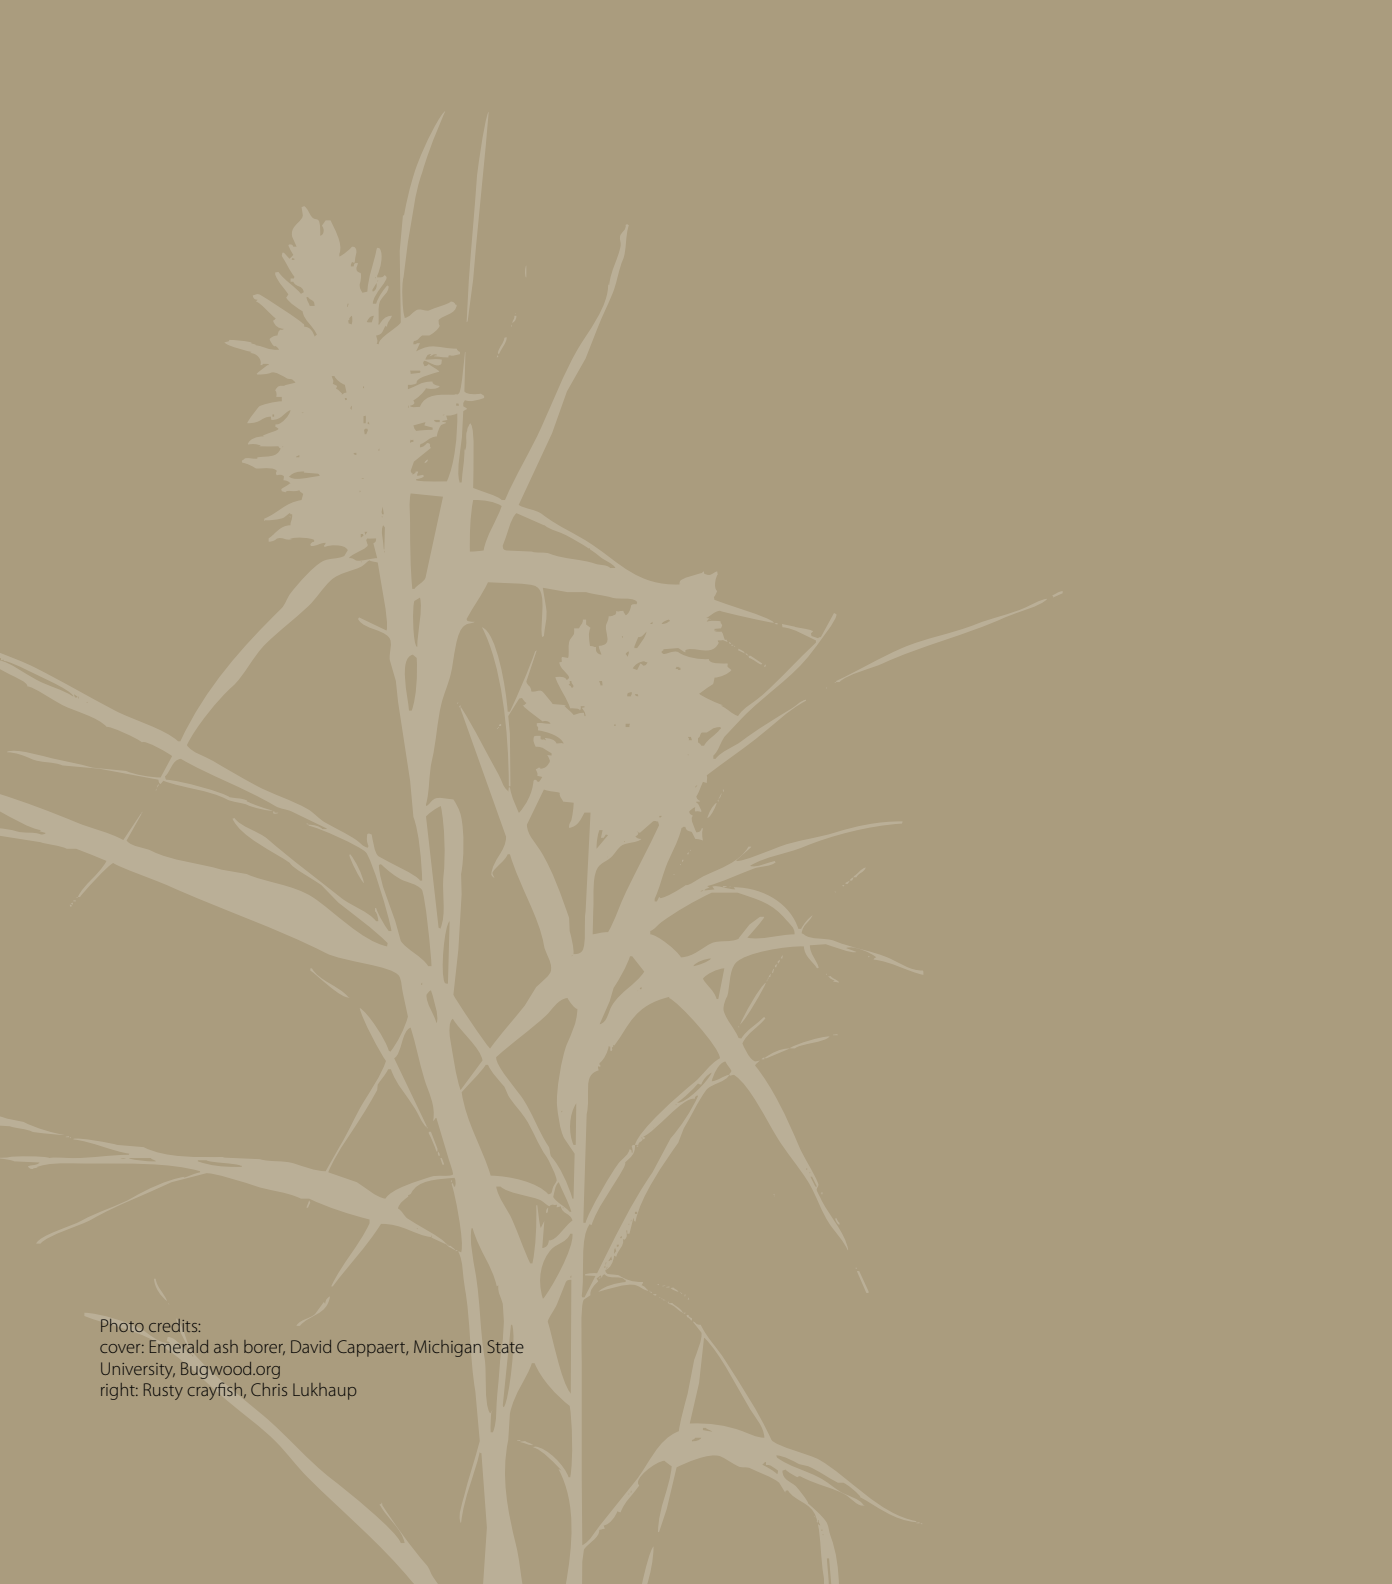 Photo credits:
cover: Emerald ash borer, David Cappaert, Michigan State
University, Bugwood.org
right: Rusty crayfish, Chris Lukhaup